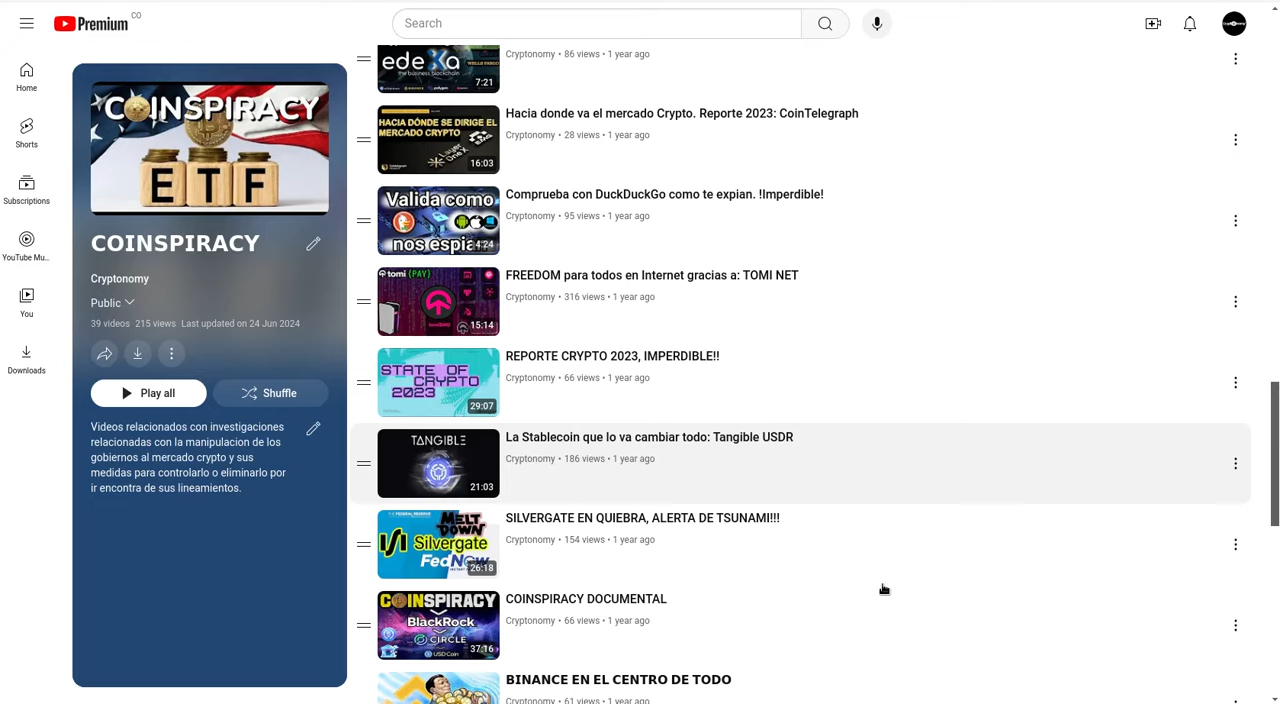 Premium CO
Search
Home
Shorts
Subscriptions
YouTube Mu...
You
Downloads
COINSPIRACY
ETF
COINSPIRACY
Cryptonomy
Public
39 videos 215 views Last updated on 24 Jun 2024
Play all
Shuffle
Videos relacionados con investigaciones
relacionadas con la manipulacion de los
gobiernos al mercado crypto y sus
medidas para controlarlo o eliminarlo por
ir encontra de sus lineamientos.
edeXa
the business blockchain
WELLS FARGO
7:21
Cryptonomy • 86 views • 1 year ago
HACIA DÓNDE SE DIRIGE EL
MERCADO CRYPTO
16:03
Hacia donde va el mercado Crypto. Reporte 2023: CoinTelegraph
Cryptonomy • 28 views • 1 year ago
Valida como
nos espia
4:24
Comprueba con DuckDuckGo como te expian. !Imperdible!
Cryptonomy • 95 views • 1 year ago
tomi {PAY}
15:14
FREEDOM para todos en Internet gracias a: TOMI NET
Cryptonomy • 316 views • 1 year ago
STATE OF
CRYPTO
2023
29:07
REPORTE CRYPTO 2023, IMPERDIBLE!!
Cryptonomy • 66 views • 1 year ago
TANGIBLE
21:03
La Stablecoin que lo va cambiar todo: Tangible USDR
Cryptonomy • 186 views • 1 year ago
THE FEDERAL RESERVE
MELT
DOWN
Silvergate
FedNow
26:18
SILVERGATE EN QUIEBRA, ALERTA DE TSUNAMI!!!
Cryptonomy • 154 views • 1 year ago
COINSPIRACY
BlackRock
CIRCLE
USD Coin
37:16
COINSPIRACY DOCUMENTAL
Cryptonomy • 66 views • 1 year ago
BINANCE EN EL CENTRO DE TODO
Cryptonomy • 61 views • 1 year ago